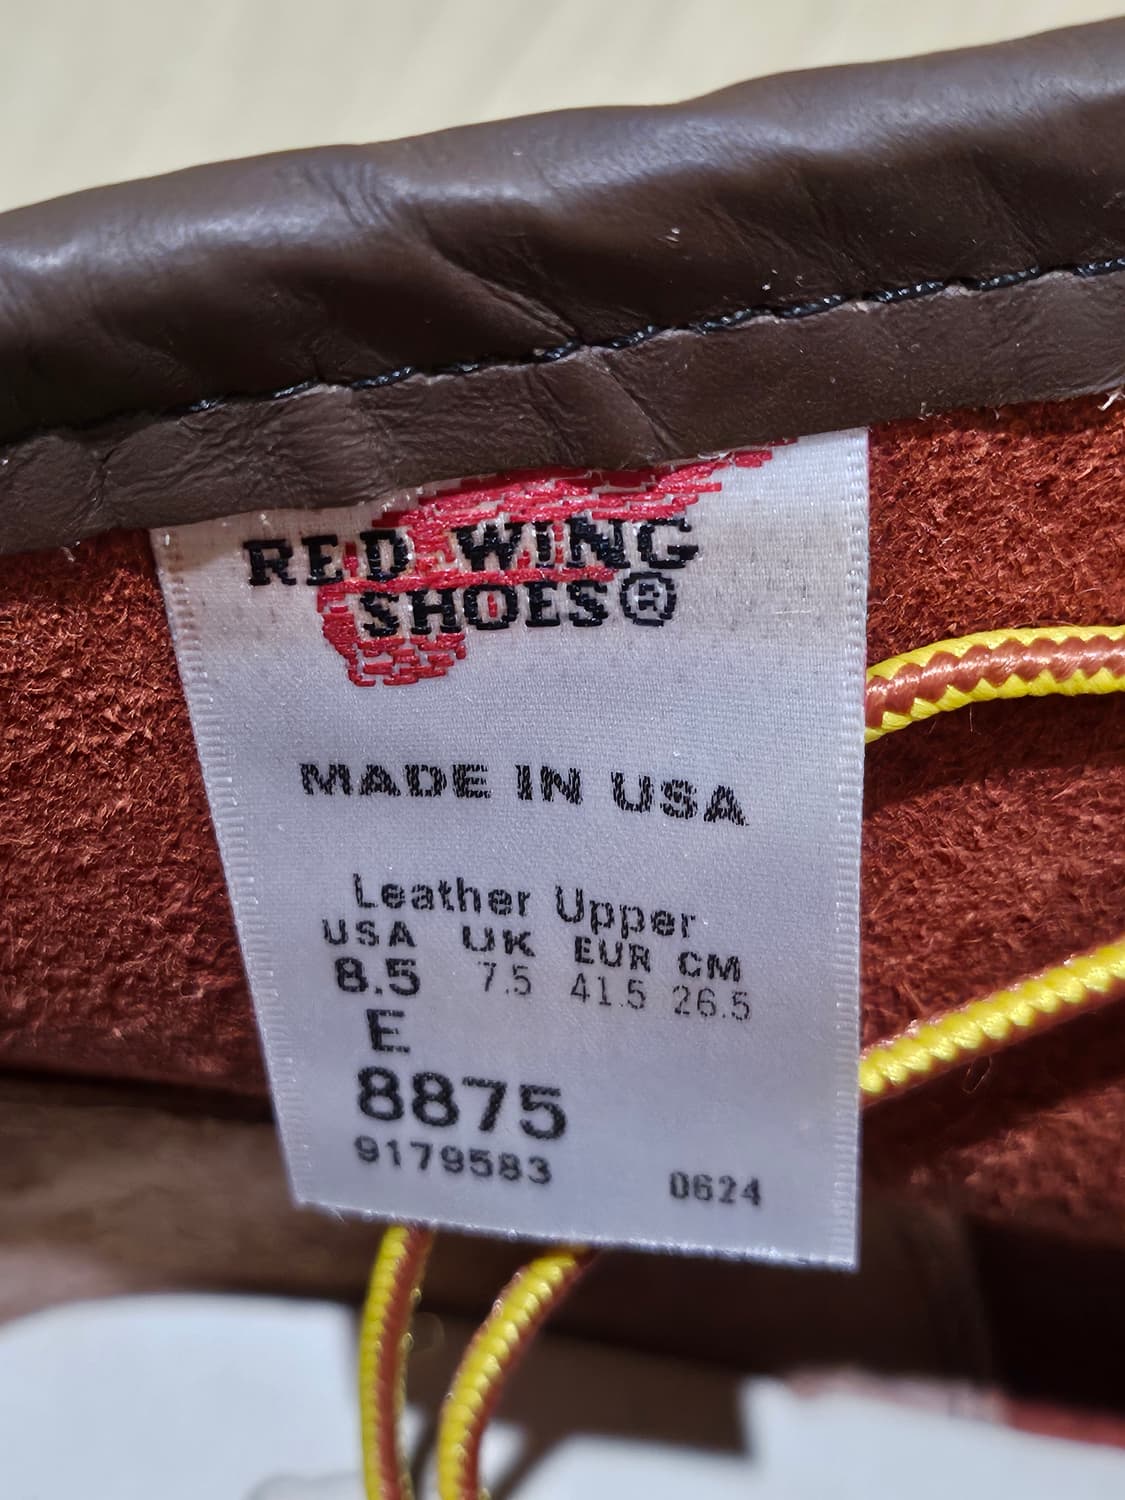 RED WING
SHOES®
MADE IN USA
Leather Upper
USA UK EUR CM
8.5 7.5 41.5 26.5
E
8875
9179583 0624